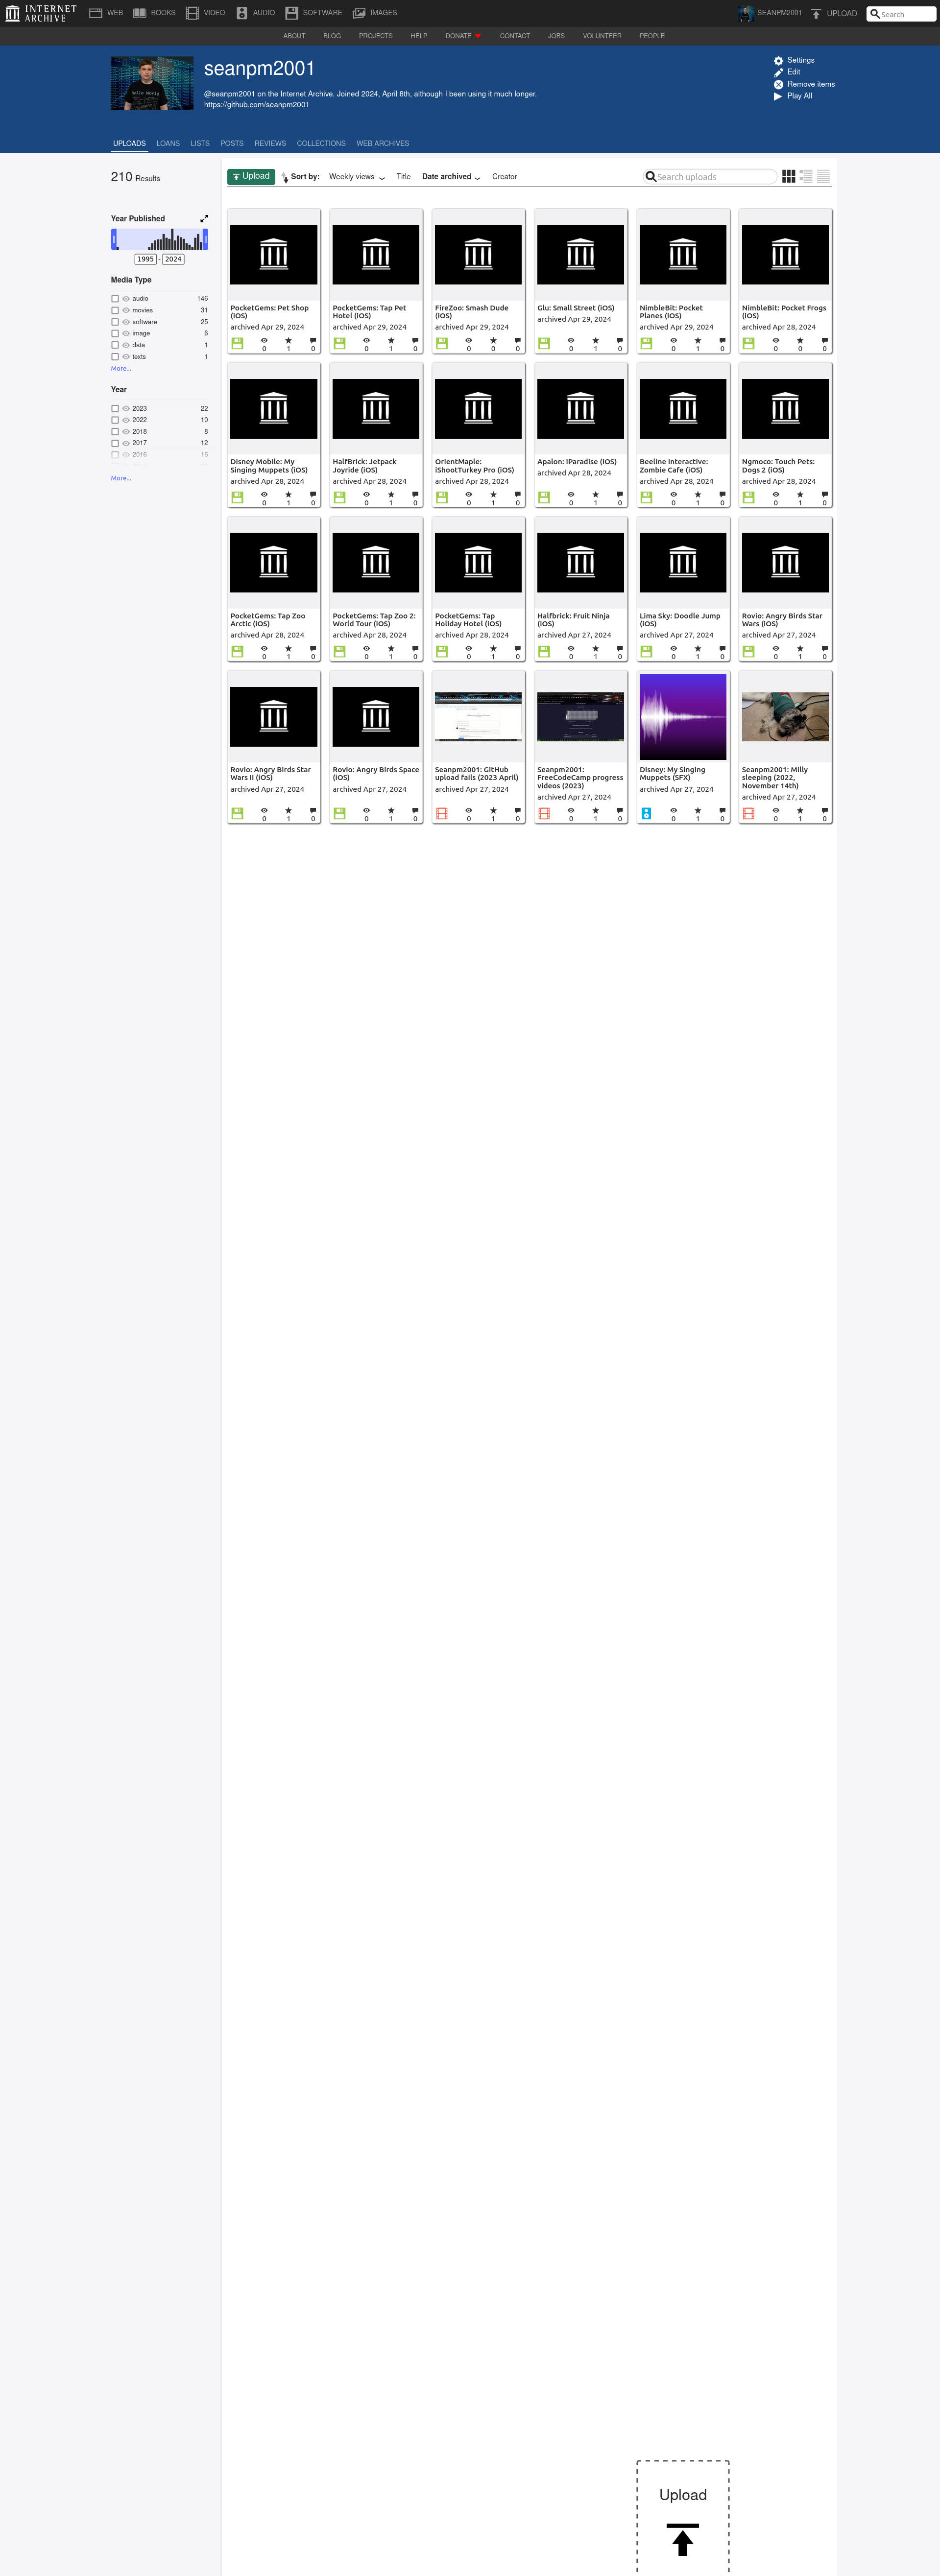 INTERNET ARCHIVE
WEB
BOOKS
VIDEO
AUDIO
SOFTWARE
IMAGES
SEANPM2001
UPLOAD
Search
ABOUT
BLOG
PROJECTS
HELP
DONATE
CONTACT
JOBS
VOLUNTEER
PEOPLE
seanpm2001
@seanpm2001 on the Internet Archive. Joined 2024, April 8th, although I been using it much longer.
https://github.com/seanpm2001
Settings
Edit
Remove items
Play All
UPLOADS
LOANS
LISTS
POSTS
REVIEWS
COLLECTIONS
WEB ARCHIVES
210 Results
Year Published
1995 - 2024
Media Type
audio 146
movies 31
software 25
image 6
data 1
texts 1
More...
Year
2023 22
2022 10
2018 8
2017 12
2016 16
More...
Upload
Sort by:
Weekly views
Title
Date archived
Creator
Search uploads
PocketGems: Pet Shop
(iOS)
archived Apr 29, 2024
0 1 0
PocketGems: Tap Pet
Hotel (iOS)
archived Apr 29, 2024
0 1 0
FireZoo: Smash Dude
(iOS)
archived Apr 29, 2024
0 0 0
Glu: Small Street (iOS)
archived Apr 29, 2024
0 1 0
NimbleBit: Pocket
Planes (iOS)
archived Apr 29, 2024
0 1 0
NimbleBit: Pocket Frogs
(iOS)
archived Apr 28, 2024
0 0 0
Disney Mobile: My
Singing Muppets (iOS)
archived Apr 28, 2024
0 1 0
HalfBrick: Jetpack
Joyride (iOS)
archived Apr 28, 2024
0 1 0
OrientMaple:
iShootTurkey Pro (iOS)
archived Apr 28, 2024
0 1 0
Apalon: iParadise (iOS)
archived Apr 28, 2024
0 1 0
Beeline Interactive:
Zombie Cafe (iOS)
archived Apr 28, 2024
0 1 0
Ngmoco: Touch Pets:
Dogs 2 (iOS)
archived Apr 28, 2024
0 1 0
PocketGems: Tap Zoo
Arctic (iOS)
archived Apr 28, 2024
0 1 0
PocketGems: Tap Zoo 2:
World Tour (iOS)
archived Apr 28, 2024
0 1 0
PocketGems: Tap
Holiday Hotel (iOS)
archived Apr 28, 2024
0 1 0
Halfbrick: Fruit Ninja
(iOS)
archived Apr 27, 2024
0 1 0
Lima Sky: Doodle Jump
(iOS)
archived Apr 27, 2024
0 1 0
Rovio: Angry Birds Star
Wars (iOS)
archived Apr 27, 2024
0 1 0
Rovio: Angry Birds Star
Wars II (iOS)
archived Apr 27, 2024
0 1 0
Rovio: Angry Birds Space
(iOS)
archived Apr 27, 2024
0 1 0
Seanpm2001: GitHub
upload fails (2023 April)
archived Apr 27, 2024
0 1 0
Seanpm2001:
FreeCodeCamp progress
videos (2023)
archived Apr 27, 2024
0 1 0
Disney: My Singing
Muppets (SFX)
archived Apr 27, 2024
0 1 0
Seanpm2001: Milly
sleeping (2022,
November 14th)
archived Apr 27, 2024
0 1 0
Upload